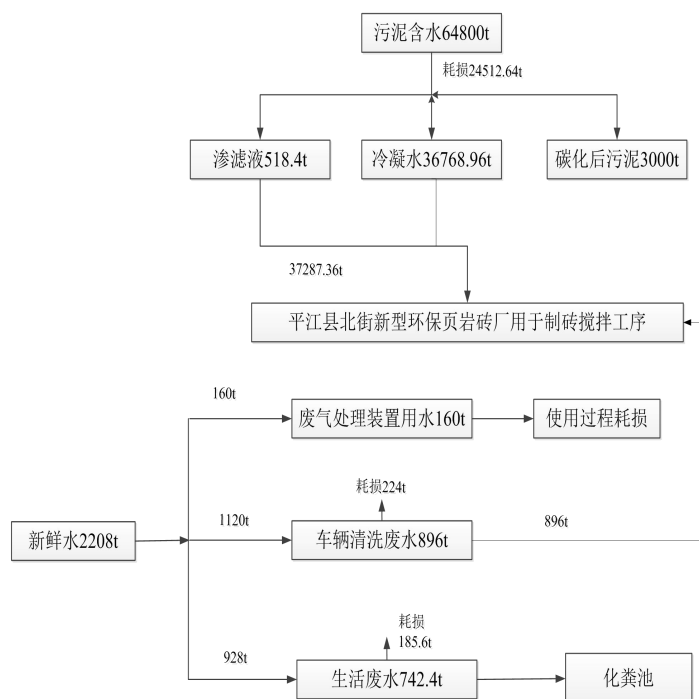 污泥含水64800t
耗损24512.64t
渗滤液518.4t
冷凝水36768.96t
碳化后污泥3000t
37287.36t
平江县北街新型环保页岩砖厂用于制砖搅拌工序
160t
废气处理装置用水160t
使用过程耗损
耗损224t
新鲜水2208t
1120t
车辆清洗废水896t
896t
耗损
185.6t
928t
生活废水742.4t
化粪池